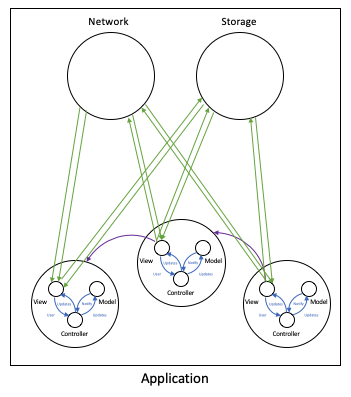 Network Storage
View Model
Updates Notify
User Updates
Controller
View Model
Updates Notify
User Updates
Controller
View Model
Updates Notify
User Updates
Controller
Application